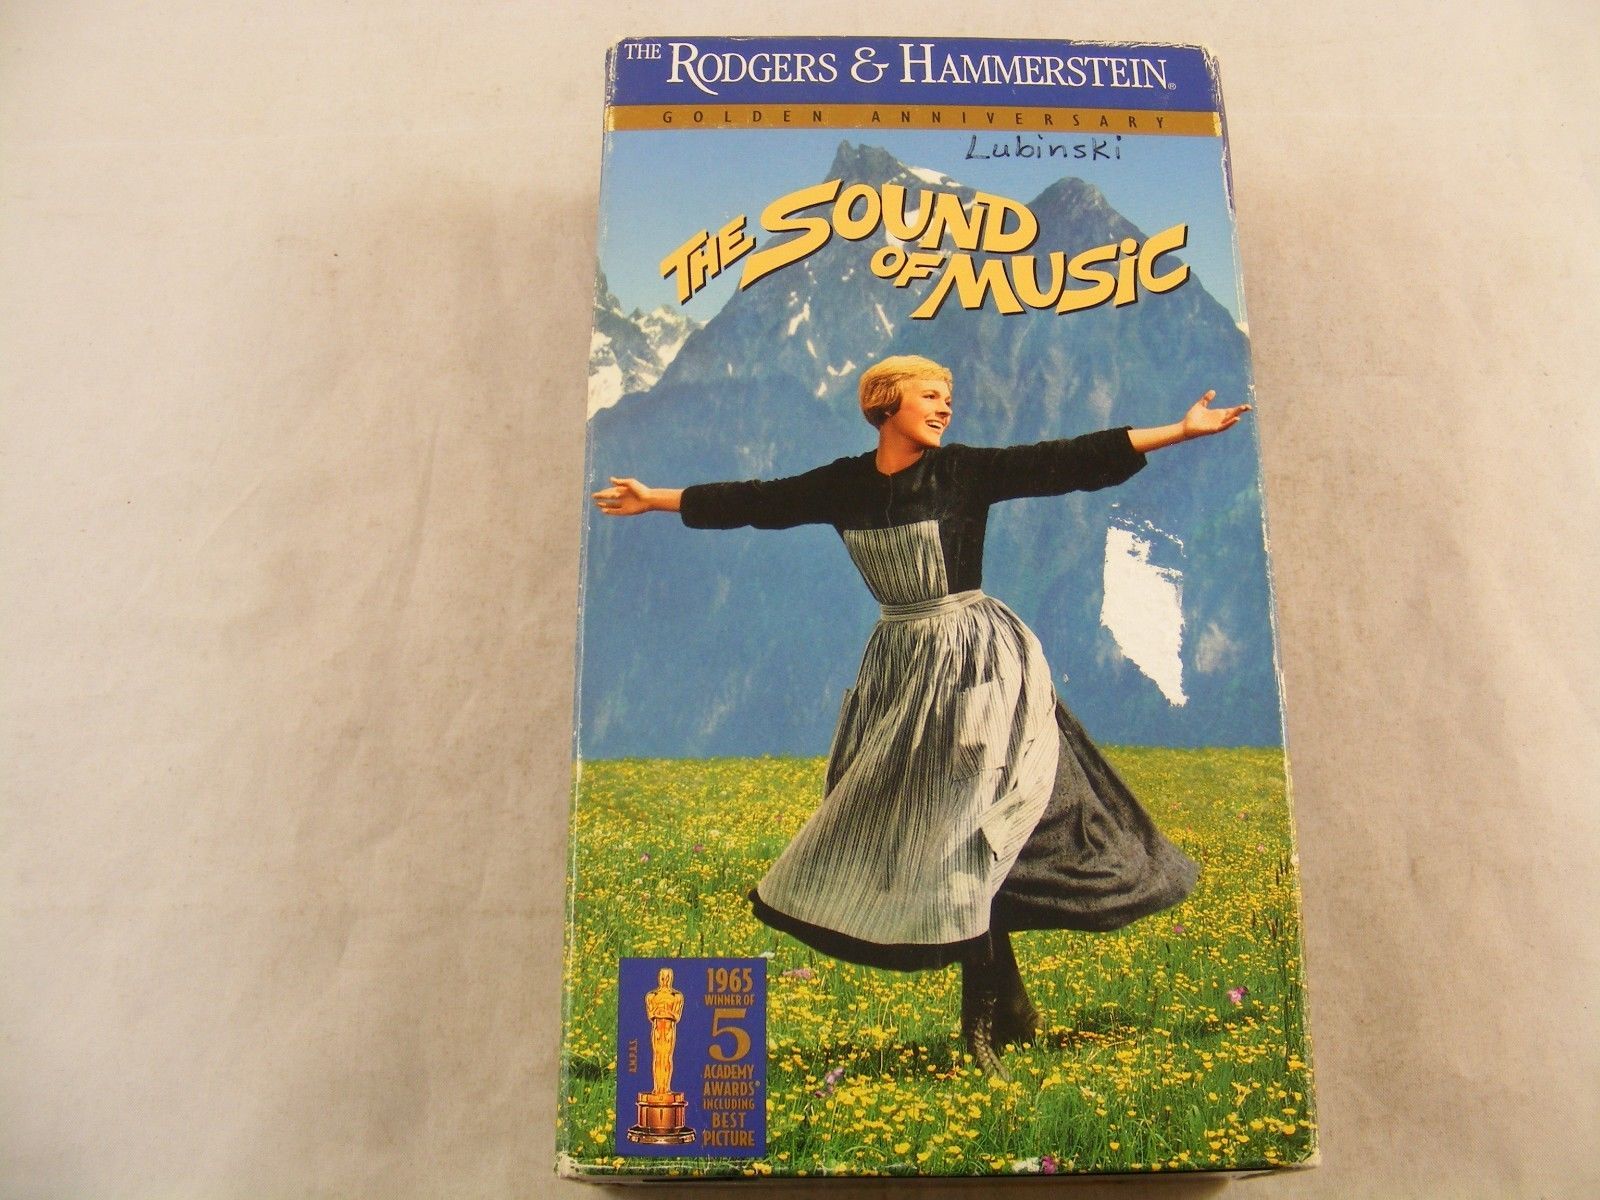 THE RODGERS & HAMMERSTEIN®
GOLDEN ANNIVERSARY
Lubinski
THE SOUND
OF MUSiC
1965
WINNER OF
5
ACADEMY
AWARDS®
INCLUDING
BEST
PICTURE
A.M.P.A.S.